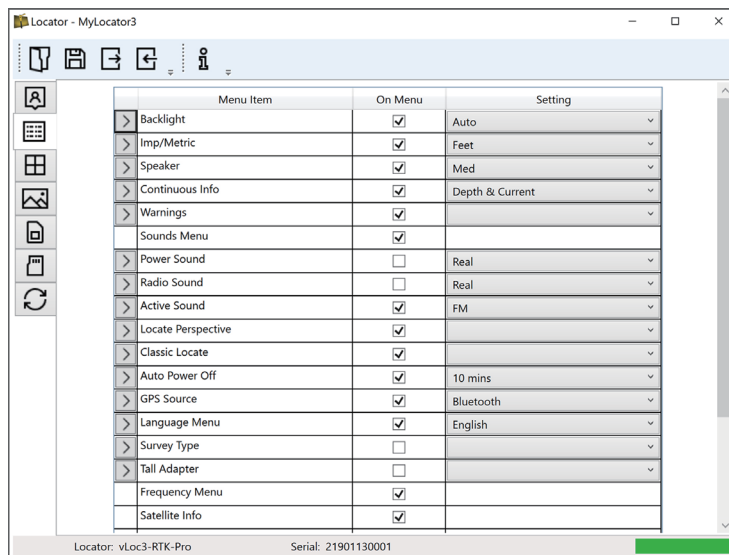 Locator - MyLocator3
Menu Item On Menu Setting
Backlight Auto
Imp/Metric Feet
Speaker Med
Continuous Info Depth & Current
Warnings
Sounds Menu
Power Sound Real
Radio Sound Real
Active Sound FM
Locate Perspective
Classic Locate
Auto Power Off 10 mins
GPS Source Bluetooth
Language Menu English
Survey Type
Tall Adapter
Frequency Menu
Satellite Info
Locator: vLoc3-RTK-Pro Serial: 21901130001